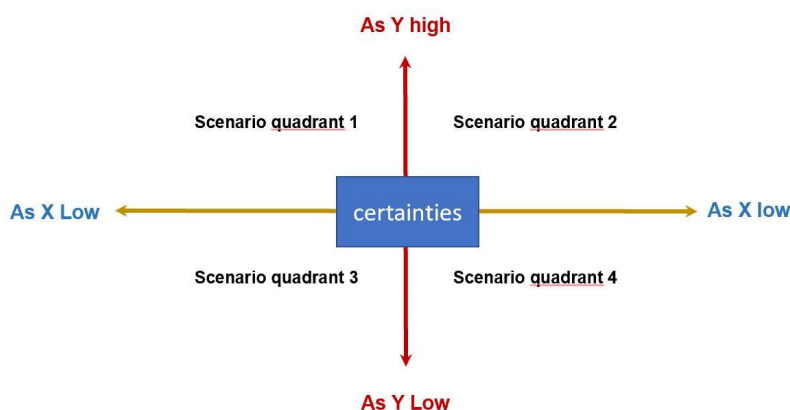 As Y high
Scenario quadrant 1
Scenario quadrant 2
As X Low
certainties
As X low
Scenario quadrant 3
Scenario quadrant 4
As Y Low